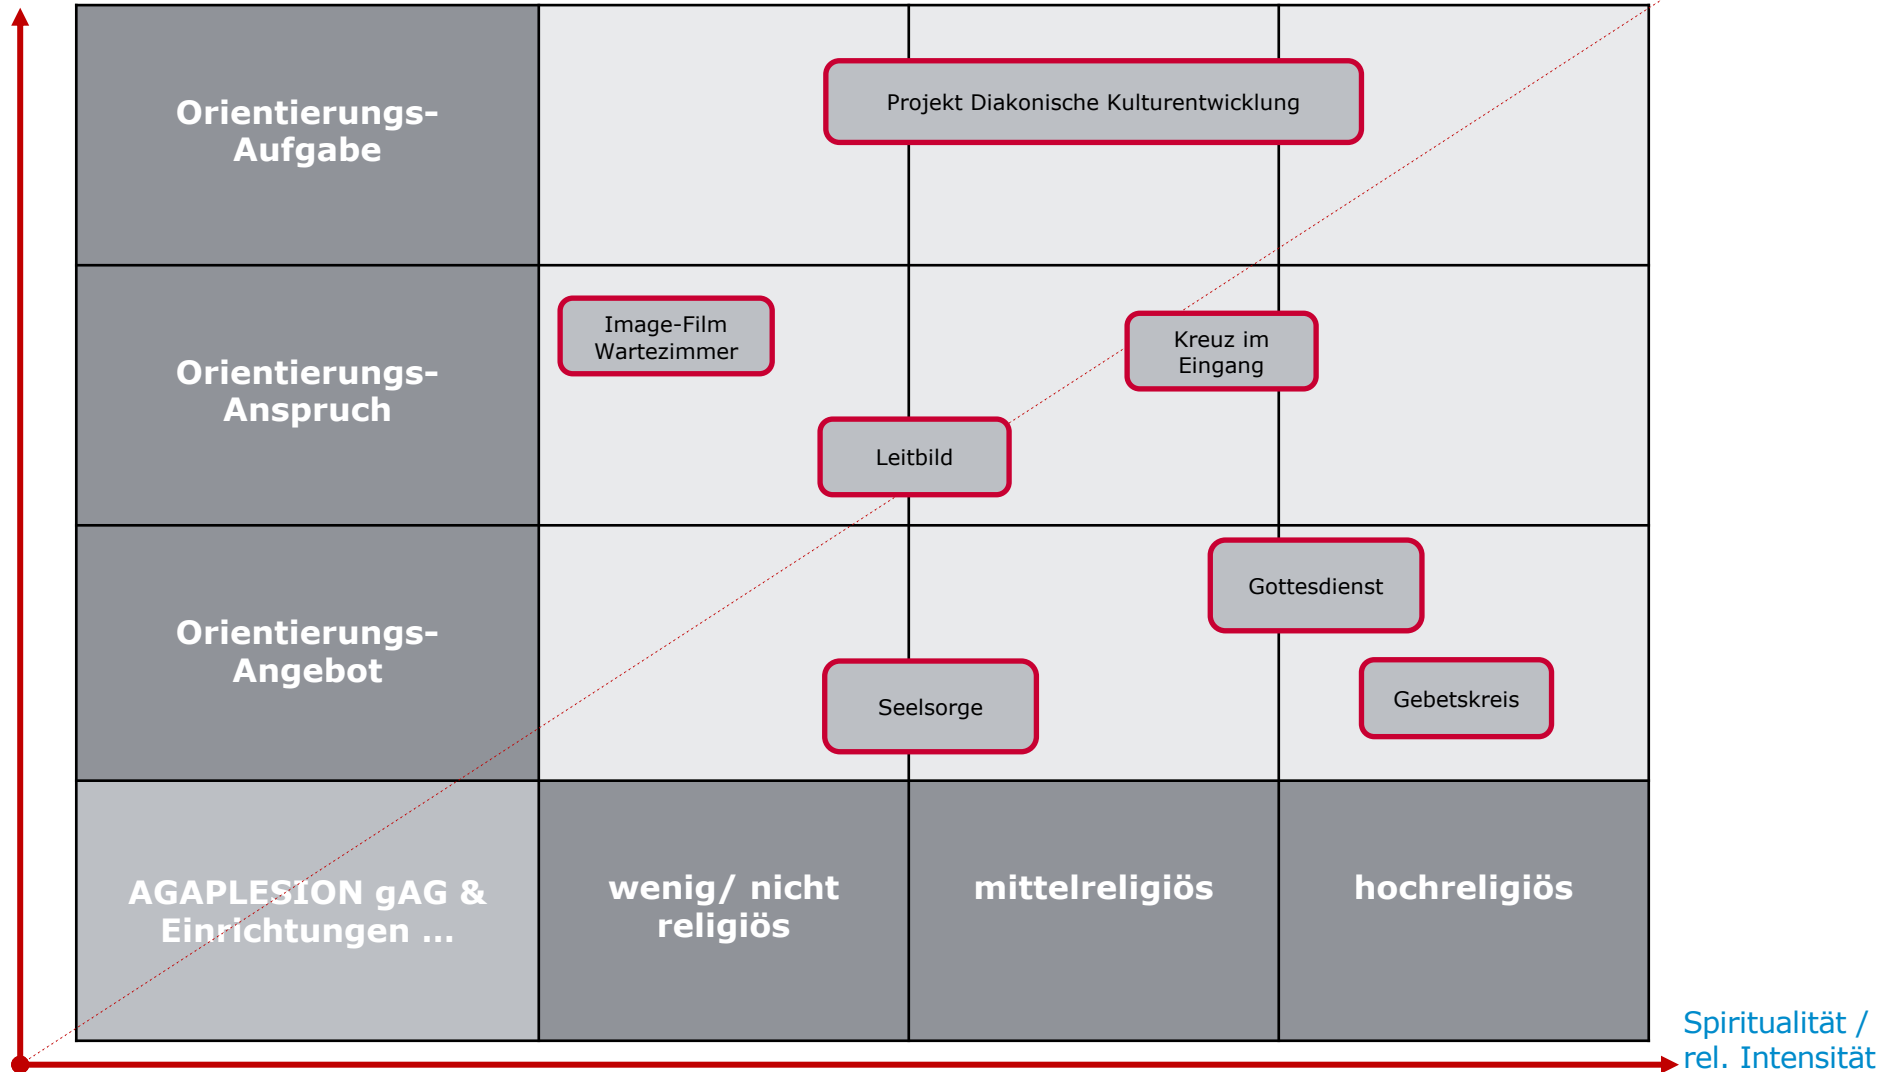 Orientierungs-
Aufgabe
Projekt Diakonische Kulturentwicklung
Orientierungs-
Anspruch
Image-Film
Wartezimmer
Kreuz im
Eingang
Leitbild
Orientierungs-
Angebot
Gottesdienst
Seelsorge
Gebetskreis
AGAPLESION gAG &
Einrichtungen ...
wenig/ nicht
religiös
mittelreligiös
hochreligiös
Spiritualität /
rel. Intensität